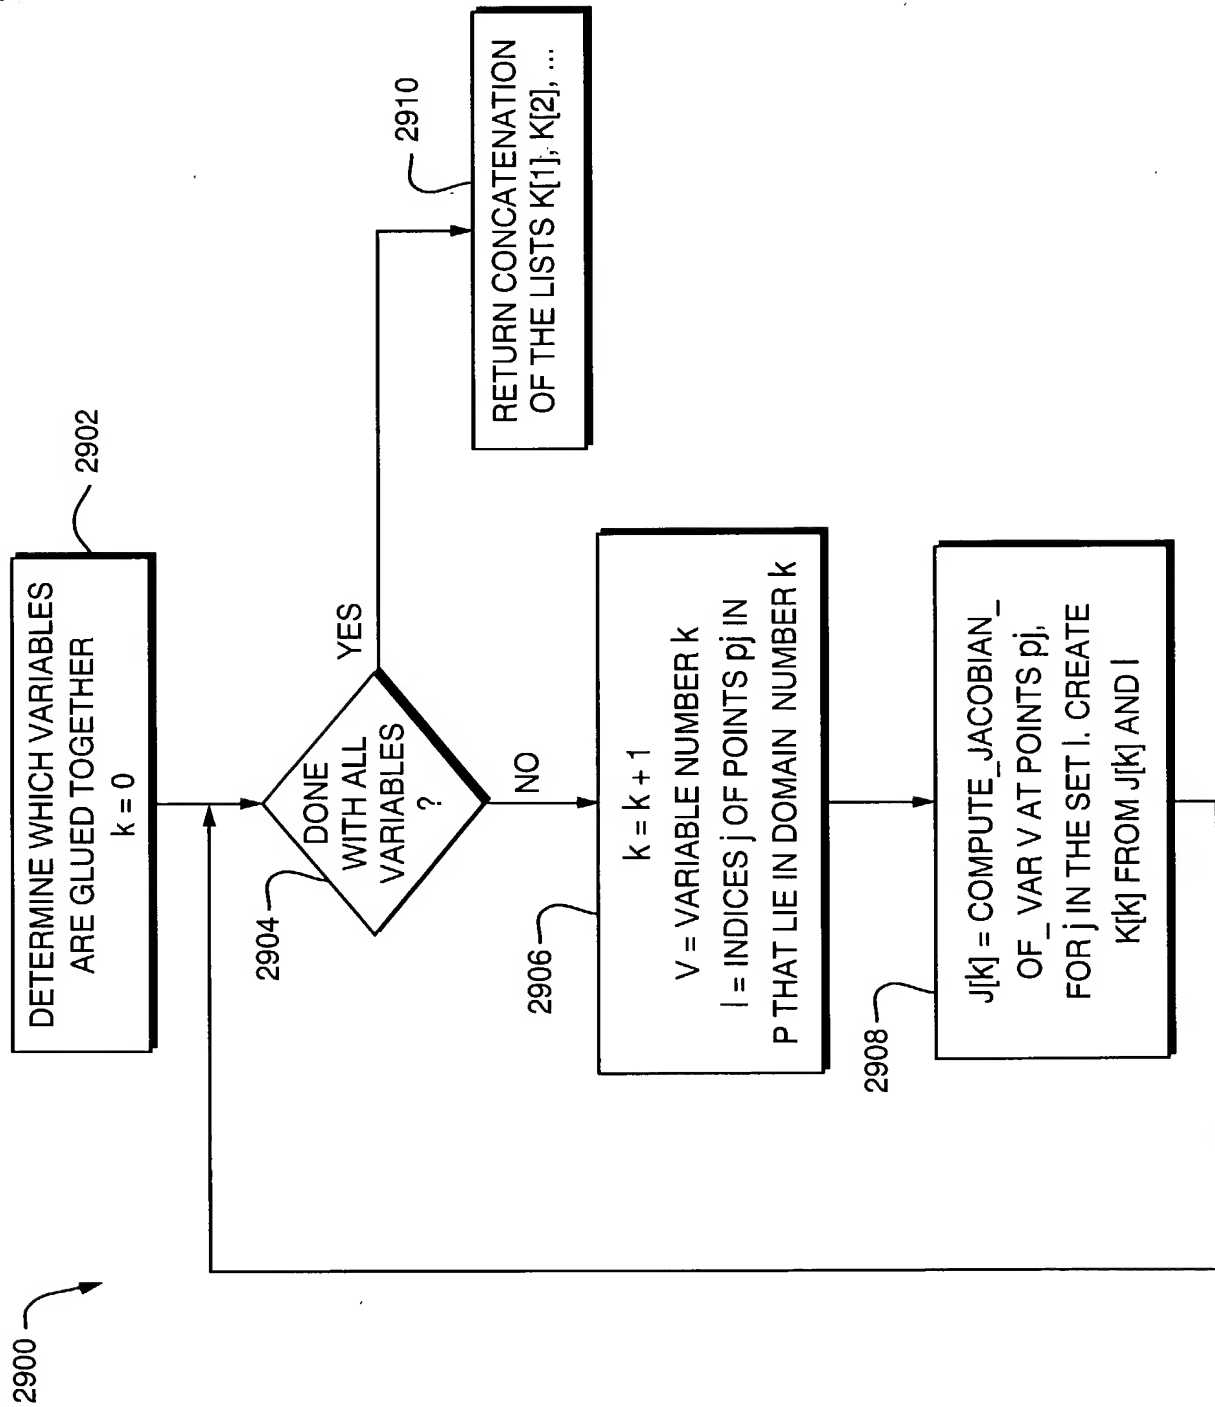 2900
DETERMINE WHICH VARIABLES
ARE GLUED TOGETHER
k = 0
2902
DONE
WITH ALL
VARIABLES
?
2904
YES
NO
RETURN CONCATENATION
OF THE LISTS K[1], K[2], ...
2910
k = k + 1
V = VARIABLE NUMBER k
I = INDICES j OF POINTS pj IN
P THAT LIE IN DOMAIN NUMBER k
2906
J[k] = COMPUTE_JACOBIAN_
OF_ VAR V AT POINTS pj,
FOR j IN THE SET I. CREATE
K[k] FROM J[k] AND I
2908